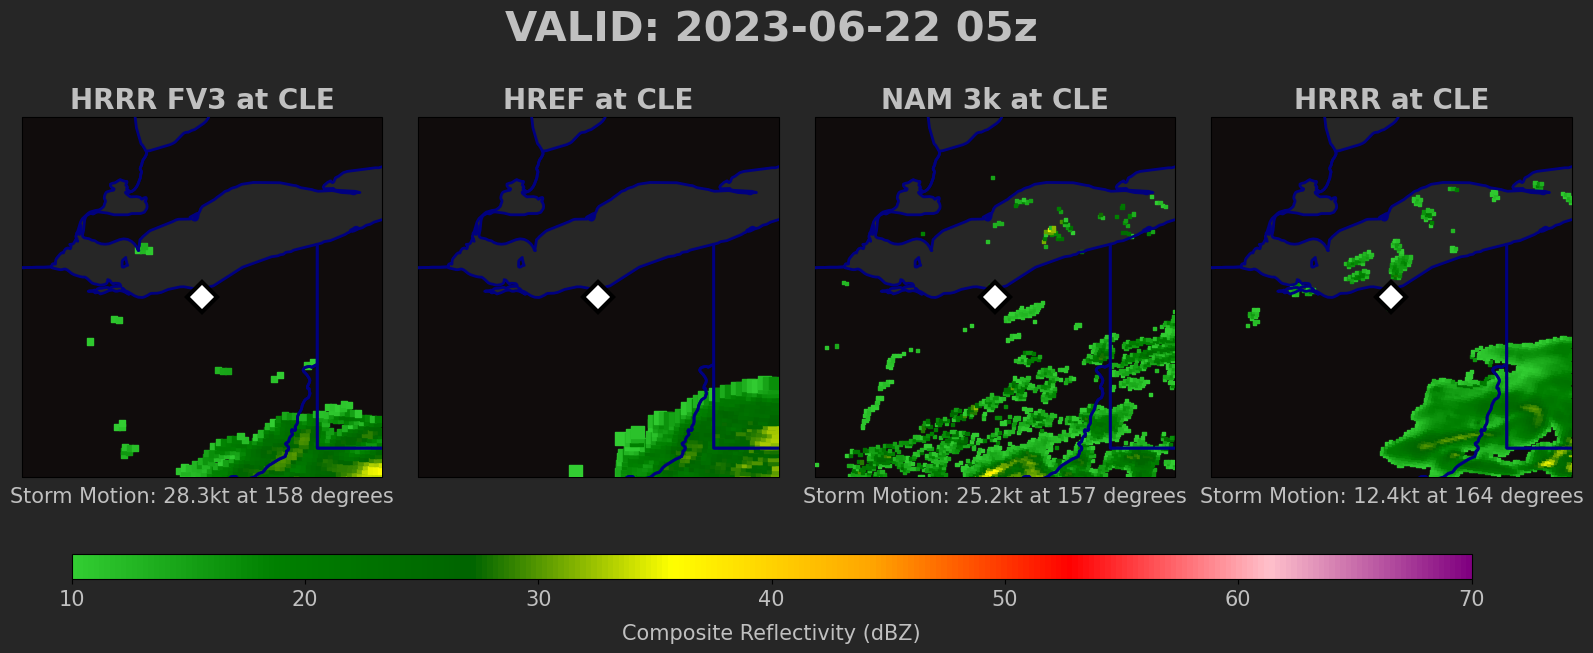 VALID: 2023-06-22 05z
HRRR FV3 at CLE
HREF at CLE
NAM 3k at CLE
HRRR at CLE
Storm Motion: 28.3kt at 158 degrees
Storm Motion: 25.2kt at 157 degrees
Storm Motion: 12.4kt at 164 degrees
10 20 30 40 50 60 70
Composite Reflectivity (dBZ)